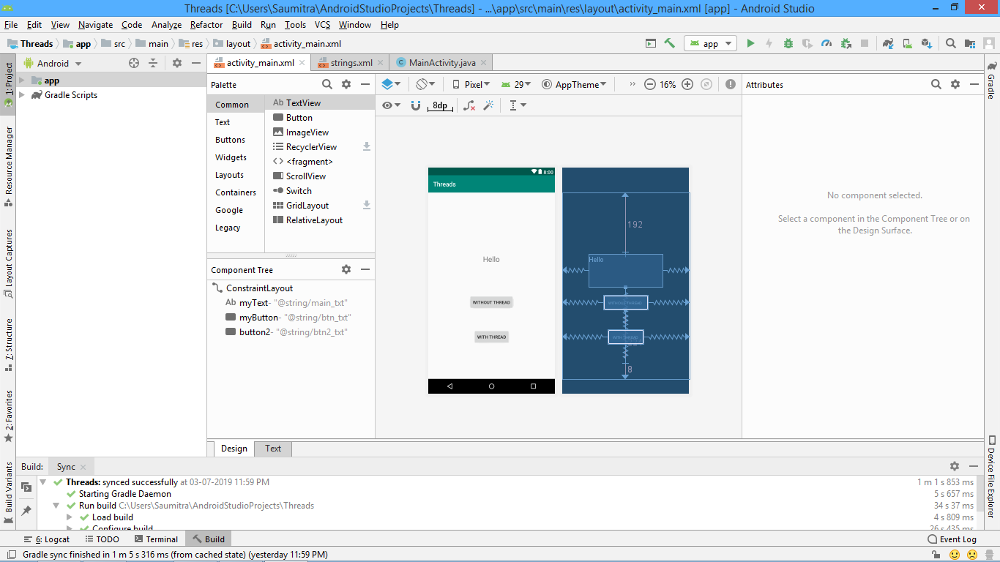 Threads [C:\Users\Saumitra\AndroidStudioProjects\Threads] - ...\app\src\main\res\layout\activity_main.xml [app] - Android Studio
File Edit View Navigate Code Analyze Refactor Build Run Tools VCS Window Help
Threads app src main res layout activity_main.xml app
1: Project
Resource Manager
Layout Captures
7: Structure
2: Favorites
Build Variants
Android
app
Gradle Scripts
activity_main.xml strings.xml MainActivity.java
Palette
Common
Text
Buttons
Widgets
Layouts
Containers
Google
Legacy
Ab TextView
Button
ImageView
RecyclerView
<fragment>
ScrollView
Switch
GridLayout
RelativeLayout
Component Tree
ConstraintLayout
Ab myText- "@string/main_txt"
myButton- "@string/btn_txt"
button2- "@string/btn2_txt"
Pixel 29 AppTheme 16%
8dp
8:00
Threads
Hello
WITHOUT THREAD
WITH THREAD
192
Hello
WITHOUT THREAD
WITH THREAD
8
Attributes
No component selected.
Select a component in the Component Tree or on
the Design Surface.
Gradle
Device File Explorer
Design Text
Build: Sync
Threads: synced successfully at 03-07-2019 11:59 PM 1 m 1 s 853 ms
Starting Gradle Daemon 5 s 657 ms
Run build C:\Users\Saumitra\AndroidStudioProjects\Threads 34 s 37 ms
Load build 4 s 809 ms
Configure build 26 s 435 ms
6: Logcat TODO Terminal Build Event Log
Gradle sync finished in 1 m 5 s 316 ms (from cached state) (yesterday 11:59 PM)